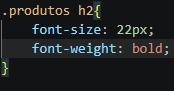 .produtos h2{
    font-size: 22px;
    font-weight: bold;
}